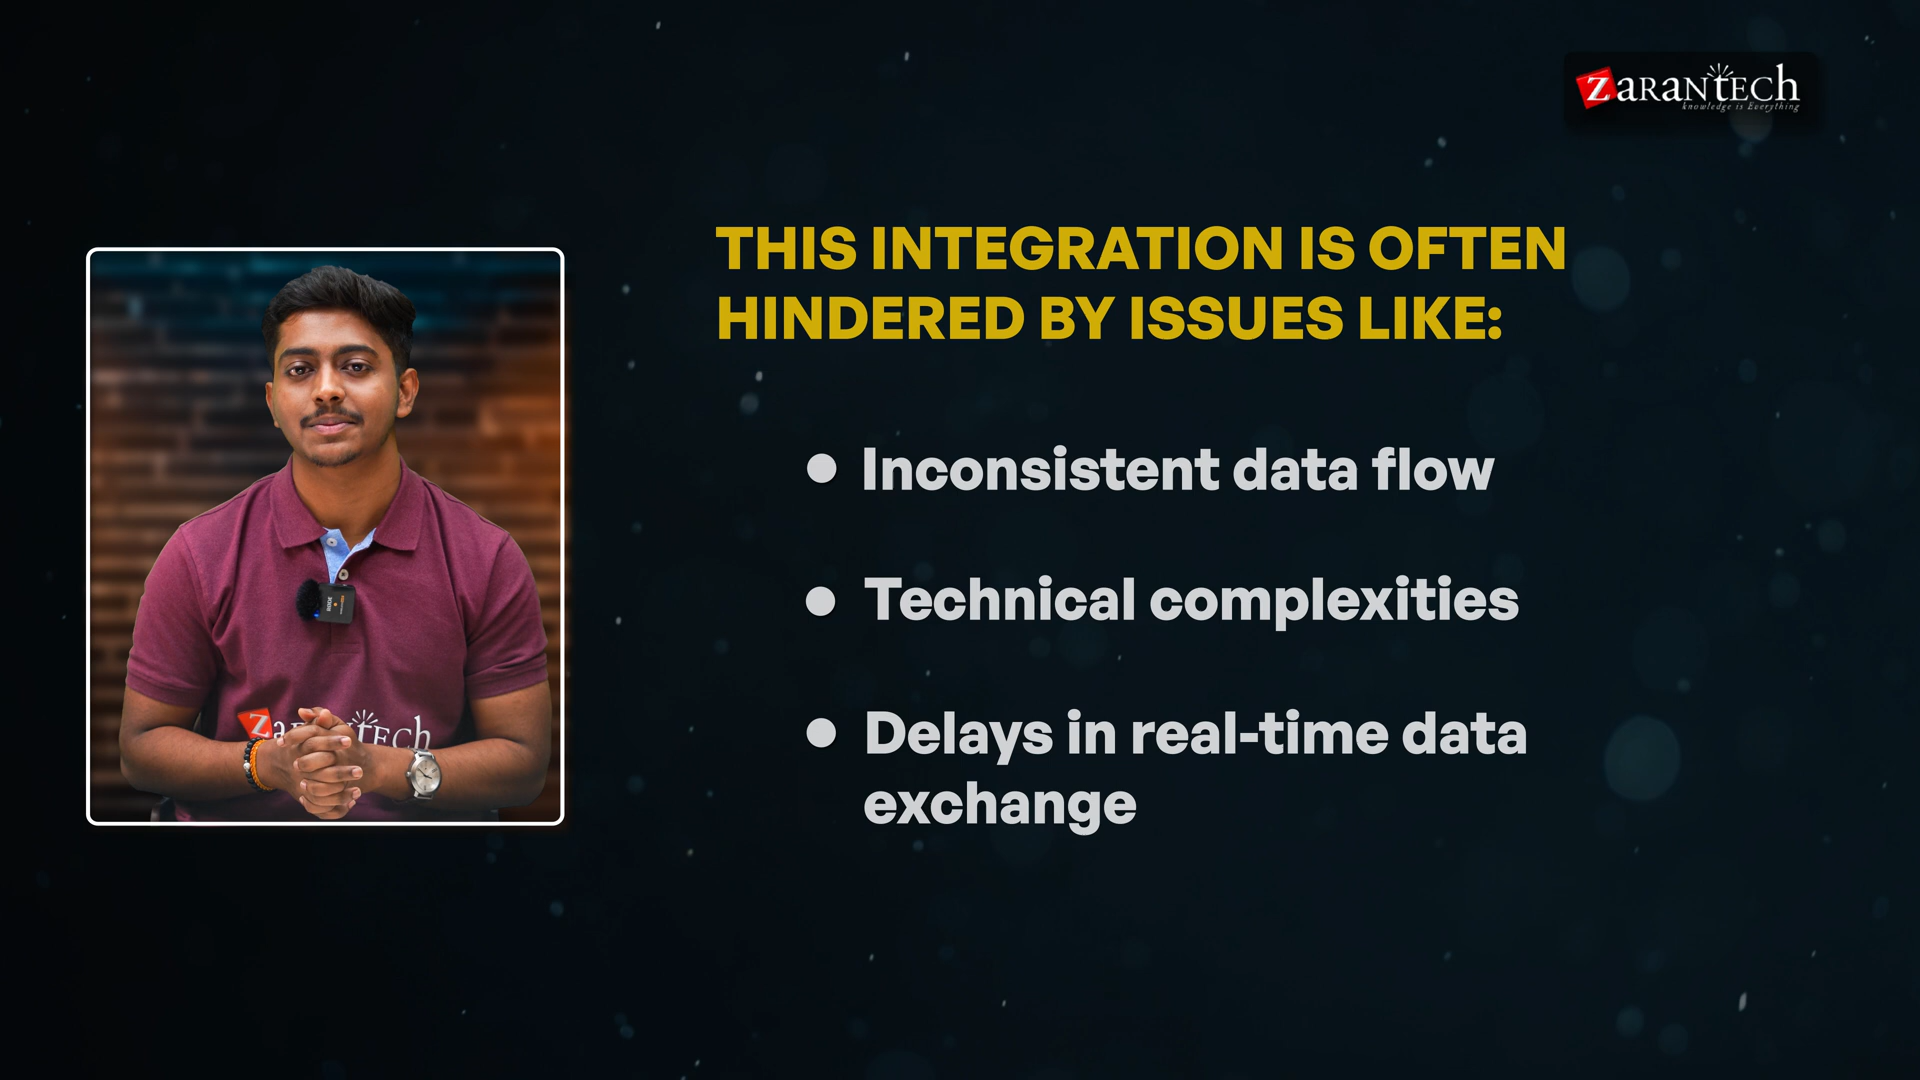 ZARANTECH
knowledge is Everything
THIS INTEGRATION IS OFTEN
HINDERED BY ISSUES LIKE:
Inconsistent data flow
Technical complexities
Delays in real-time data
exchange
RODE